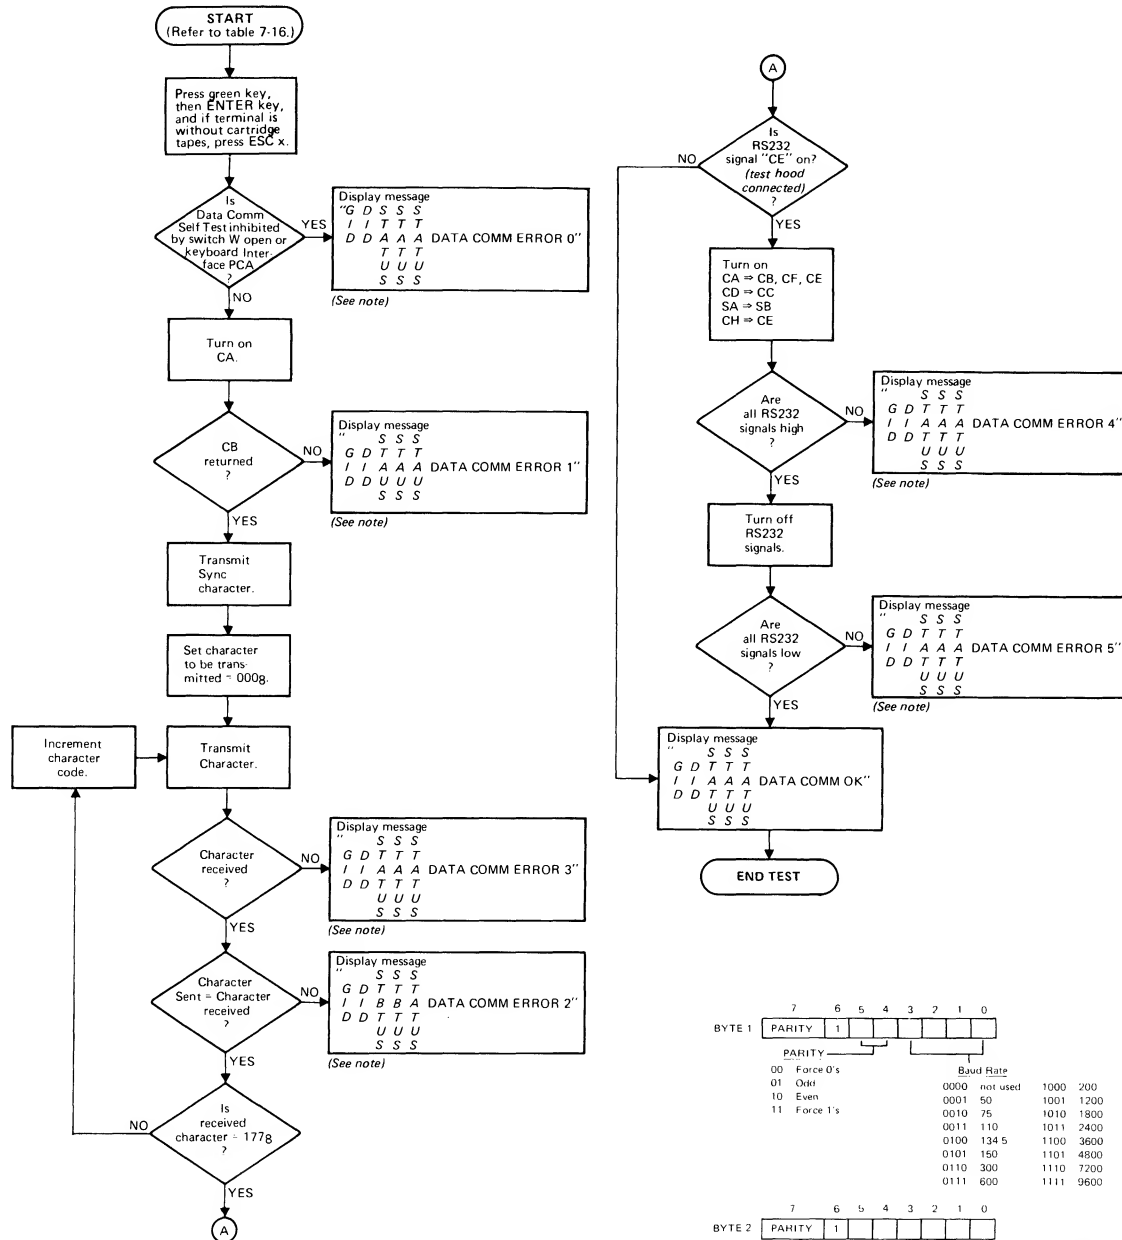 START
(Refer to table 7-16.)
Press green key,
then ENTER key,
and if terminal is
without cartridge
tapes, press ESC x.
Is
Data Comm
Self Test inhibited
by switch W open or
keyboard Inter-
face PCA
?
YES
NO
Display message
"G D S S S
I I T T T
D D A A A DATA COMM ERROR 0"
T T T
U U U
S S S
(See note)
Turn on
CA.
CB
returned
?
NO
YES
Display message
" S S S
G D T T T
I I A A A DATA COMM ERROR 1"
D D U U U
S S S
(See note)
Transmit
Sync
character.
Set character
to be trans-
mitted = 0008.
Increment
character
code.
Transmit
Character.
Character
received
?
NO
YES
Display message
" S S S
G D T T T
I I A A A DATA COMM ERROR 3"
D D T T T
U U U
S S S
(See note)
Character
Sent = Character
received
?
NO
YES
Display message
" S S S
G D T T T
I I B B A DATA COMM ERROR 2"
D D T T T
U U U
S S S
(See note)
Is
received
character = 1778
?
NO
YES
A
A
Is
RS232
signal "CE" on?
(test hood
connected)
?
NO
YES
Turn on
CA ⇒ CB, CF, CE
CD ⇒ CC
SA ⇒ SB
CH ⇒ CE
Are
all RS232
signals high
?
NO
YES
Display message
" S S S
G D T T T
I I A A A DATA COMM ERROR 4"
D D T T T
U U U
S S S
(See note)
Turn off
RS232
signals.
Are
all RS232
signals low
?
NO
YES
Display message
" S S S
G D T T T
I I A A A DATA COMM ERROR 5"
D D T T T
U U U
S S S
(See note)
Display message
" S S S
G D T T T
I I A A A DATA COMM OK"
D D T T T
U U U
S S S
END TEST
7 6 5 4 3 2 1 0
BYTE 1 PARITY 1
PARITY
00 Force 0's
01 Odd
10 Even
11 Force 1's
Baud Rate
0000 not used 1000 200
0001 50 1001 1200
0010 75 1010 1800
0011 110 1011 2400
0100 134 5 1100 3600
0101 150 1101 4800
0110 300 1110 7200
0111 600 1111 9600
7 6 5 4 3 2 1 0
BYTE 2 PARITY 1